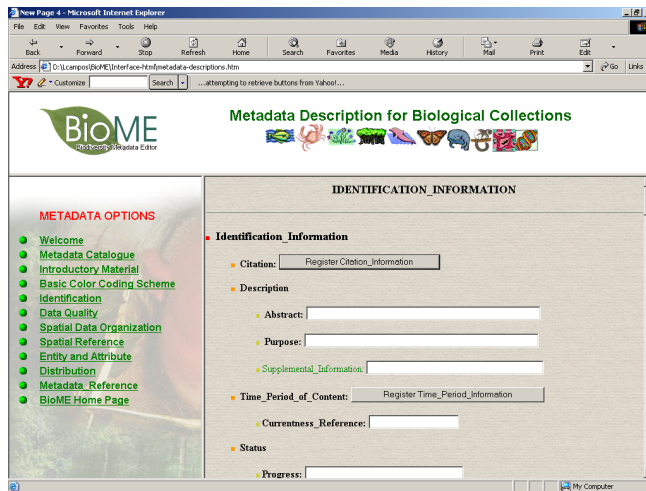 New Page 4 - Microsoft Internet Explorer
File Edit View Favorites Tools Help
Back Forward Stop Refresh Home Search Favorites Media History Mail Print Edit
Address D:\Lcampos\BioME\Interface-html\metadata-descriptions.htm Go Links
Y! Customize Search ...attempting to retrieve buttons from Yahoo!...
BioME
Biodiversity Metadata Editor
Metadata Description for Biological Collections
METADATA OPTIONS
Welcome
Metadata Catalogue
Introductory Material
Basic Color Coding Scheme
Identification
Data Quality
Spatial Data Organization
Spatial Reference
Entity and Attribute
Distribution
Metadata_Reference
BioME Home Page
IDENTIFICATION_INFORMATION
Identification_Information
Citation: Register Citation_Information
Description
Abstract:
Purpose:
Supplemental_Information:
Time_Period_of_Content: Register Time_Period_Information
Currentness_Reference:
Status
Progress:
My Computer